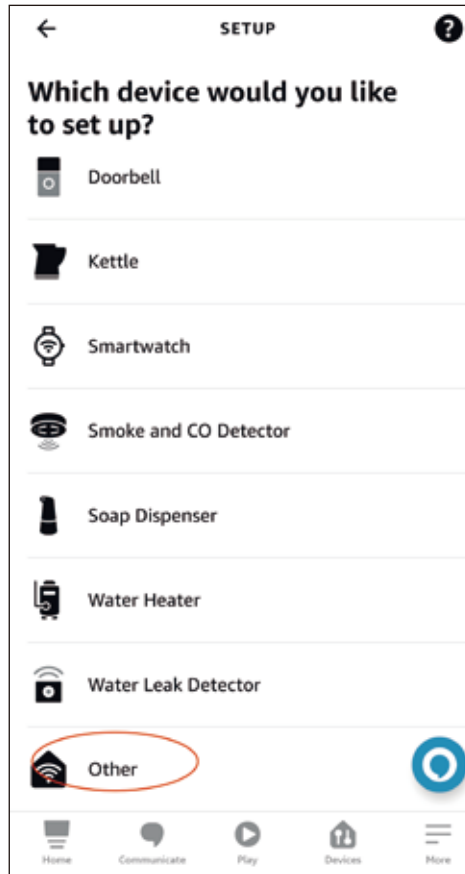 SETUP
?
Which device would you like
to set up?
Doorbell
Kettle
Smartwatch
Smoke and CO Detector
Soap Dispenser
Water Heater
Water Leak Detector
Other
Home Communicate Play Devices More